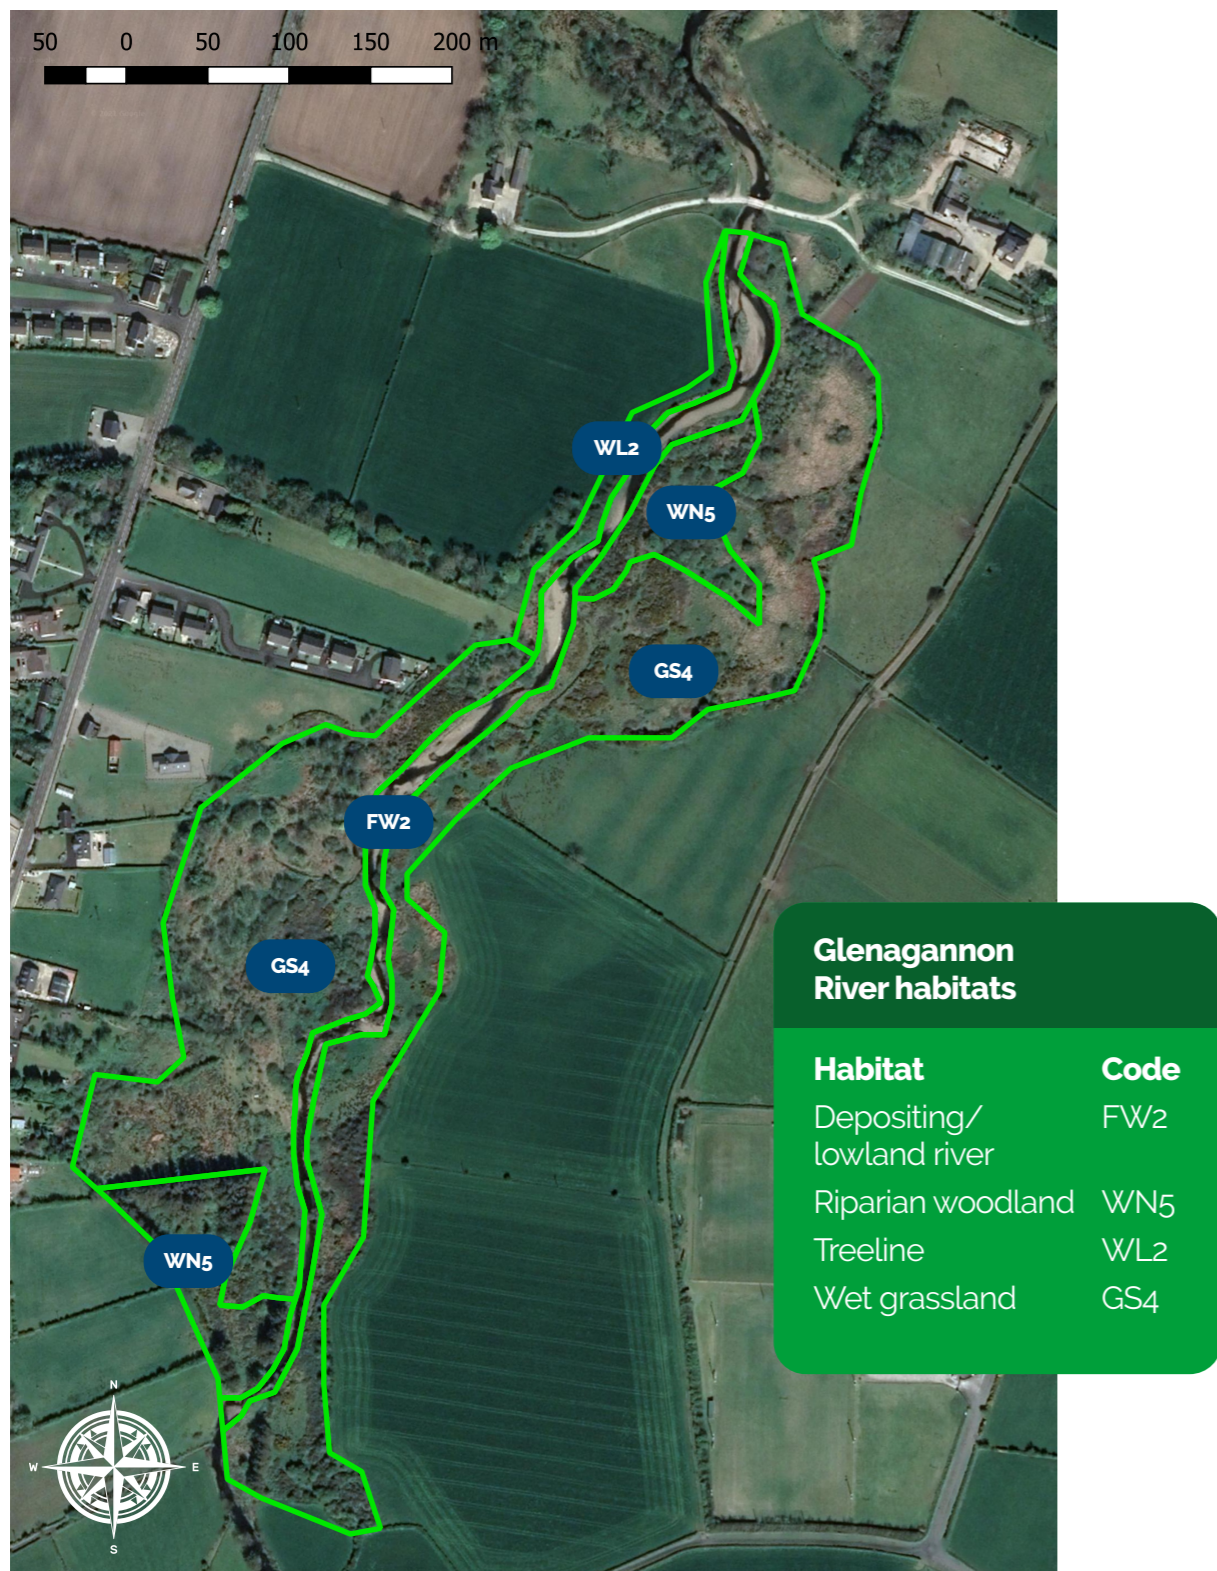 50 0 50 100 150 200 m
WL2
WN5
GS4
FW2
GS4
WN5
N
W E
S
Glenagannon
River habitats
Habitat Code
Depositing/ FW2
lowland river
Riparian woodland WN5
Treeline WL2
Wet grassland GS4